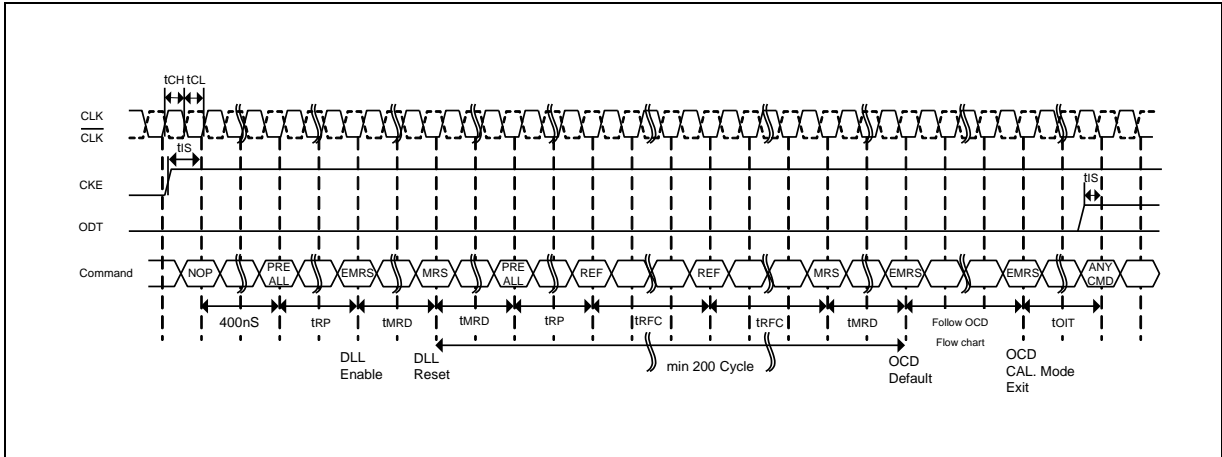 tCH tCL
CLK
CLK
tIS
CKE
tIS
ODT
Command NOP PRE ALL EMRS MRS PRE ALL REF REF MRS EMRS EMRS ANY CMD
400nS tRP tMRD tMRD tRP tRFC tRFC tMRD Follow OCD Flow chart tOIT
DLL Enable
DLL Reset
min 200 Cycle
OCD Default
OCD CAL. Mode Exit